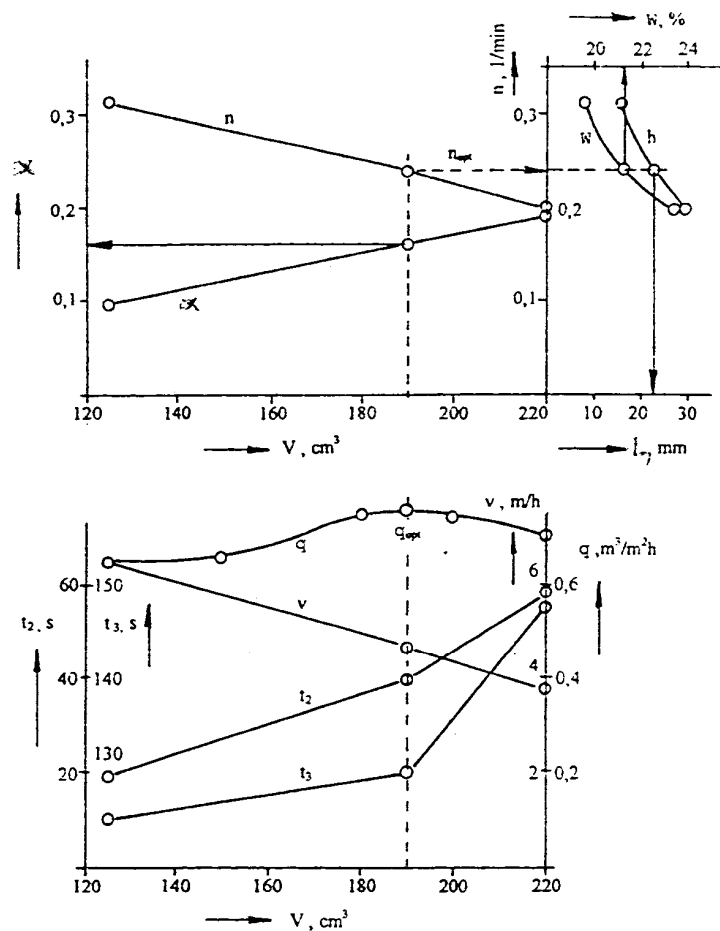 W, %
20 22 24
n, 1/min
0,3
n
0,3
n opt
W
h
0,2
0,2
0,1
0,1
120 140 160 180 200 220
10 20 30
V, cm³
mm
v, m/h
q
q opt
q, m³/m²h
60
150
6
0,6
t₂, s
t₃, s
v
40
140
4
0,4
t₂
130
20
t₃
2
0,2
120 140 160 180 200 220
V, cm³